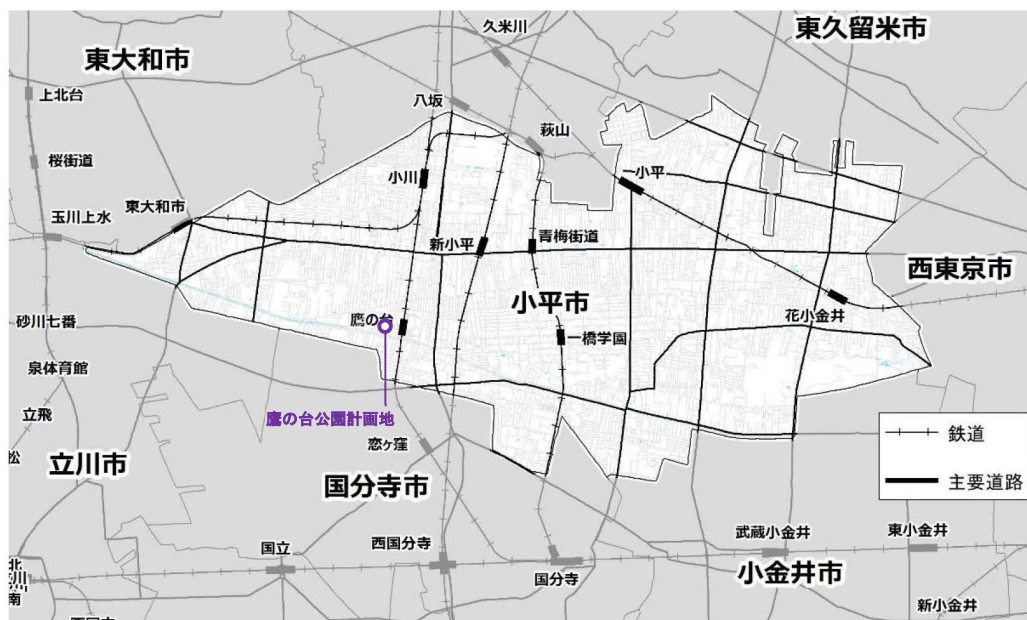 久米川
東久留米市
東大和市
上北台
八坂
萩山
桜街道
小川
小平
東大和市
玉川上水
新小平
青梅街道
西東京市
小平市
花小金井
砂川七番
鷹の台
一橋学園
泉体育館
鷹の台公園計画地
立飛
恋ヶ窪
鉄道
立川市
国分寺市
主要道路
国立
西国分寺
武蔵小金井
東小金井
国分寺
小金井市
新小金井